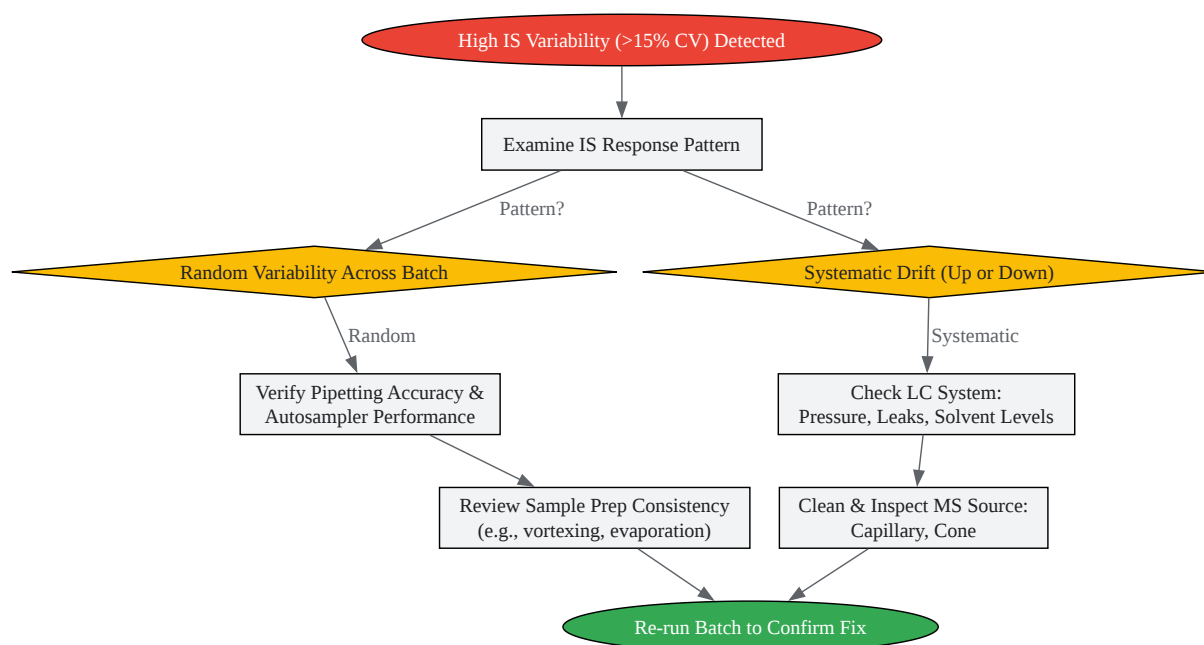 High IS Variability (>15% CV) Detected
Examine IS Response Pattern
Pattern?
Pattern?
Random Variability Across Batch
Systematic Drift (Up or Down)
Random
Systematic
Verify Pipetting Accuracy &
Autosampler Performance
Check LC System:
Pressure, Leaks, Solvent Levels
Review Sample Prep Consistency
(e.g., vortexing, evaporation)
Clean & Inspect MS Source:
Capillary, Cone
Re-run Batch to Confirm Fix